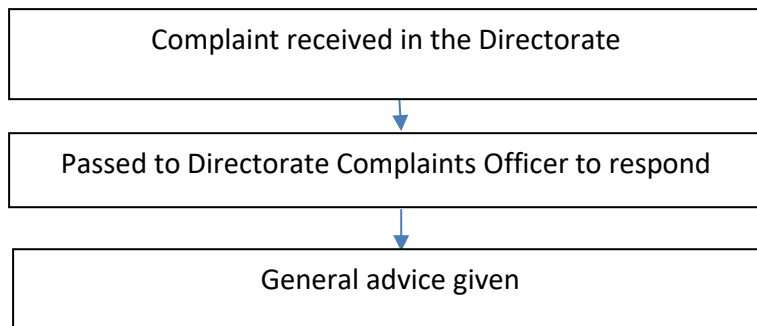 Complaint received in the Directorate
Passed to Directorate Complaints Officer to respond
General advice given